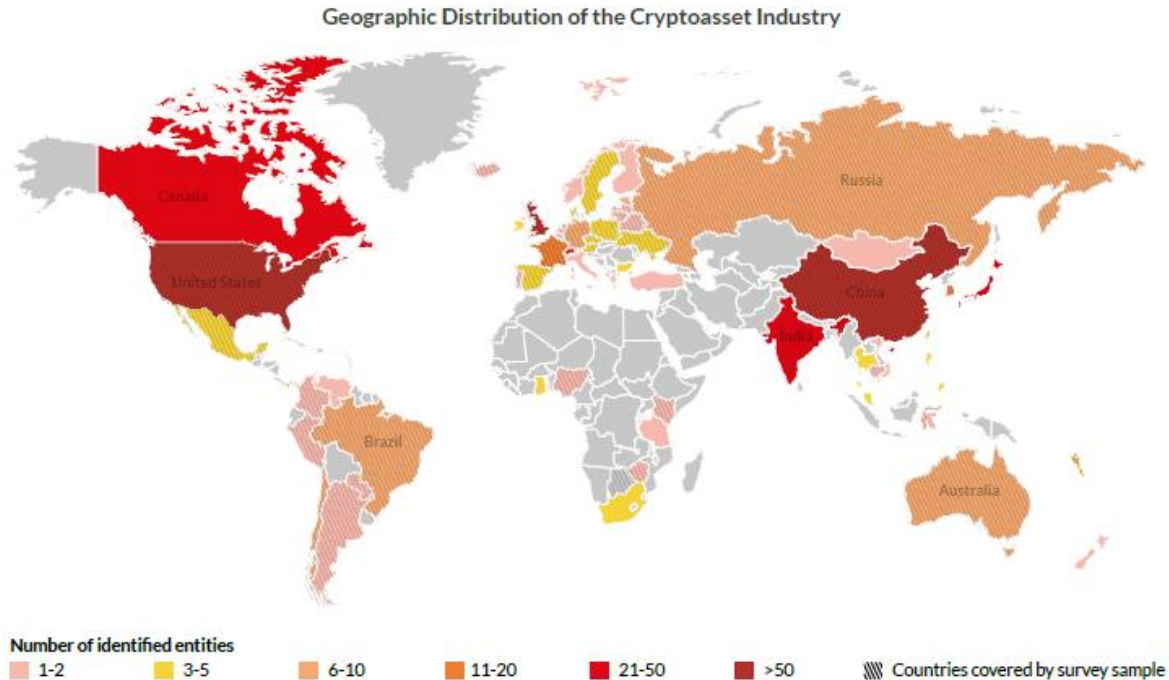 Geographic Distribution of the Cryptoasset Industry
Canada
Russia
United States
China
India
Brazil
Australia
Number of identified entities
1-2
3-5
6-10
11-20
21-50
>50
Countries covered by survey sample